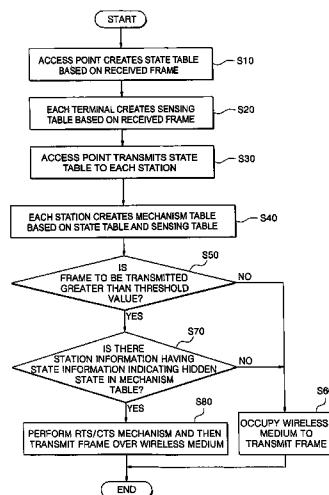 START
ACCESS POINT CREATES STATE TABLE
BASED ON RECEIVED FRAME
S10
EACH TERMINAL CREATES SENSING
TABLE BASED ON RECEIVED FRAME
S20
ACCESS POINT TRANSMITS STATE
TABLE TO EACH STATION
S30
EACH STATION CREATES MECHANISM TABLE
BASED ON STATE TABLE AND SENSING TABLE
S40
S50
IS
FRAME TO BE TRANSMITTED
GREATER THAN THRESHOLD
VALUE?
NO
YES
S70
IS THERE
STATION INFORMATION HAVING
STATE INFORMATION INDICATING HIDDEN
STATE IN MECHANISM
TABLE?
NO
YES
S80
S60
PERFORM RTS/CTS MECHANISM AND THEN
TRANSMIT FRAME OVER WIRELESS MEDIUM
OCCUPY WIRELESS
MEDIUM TO
TRANSMIT FRAME
END